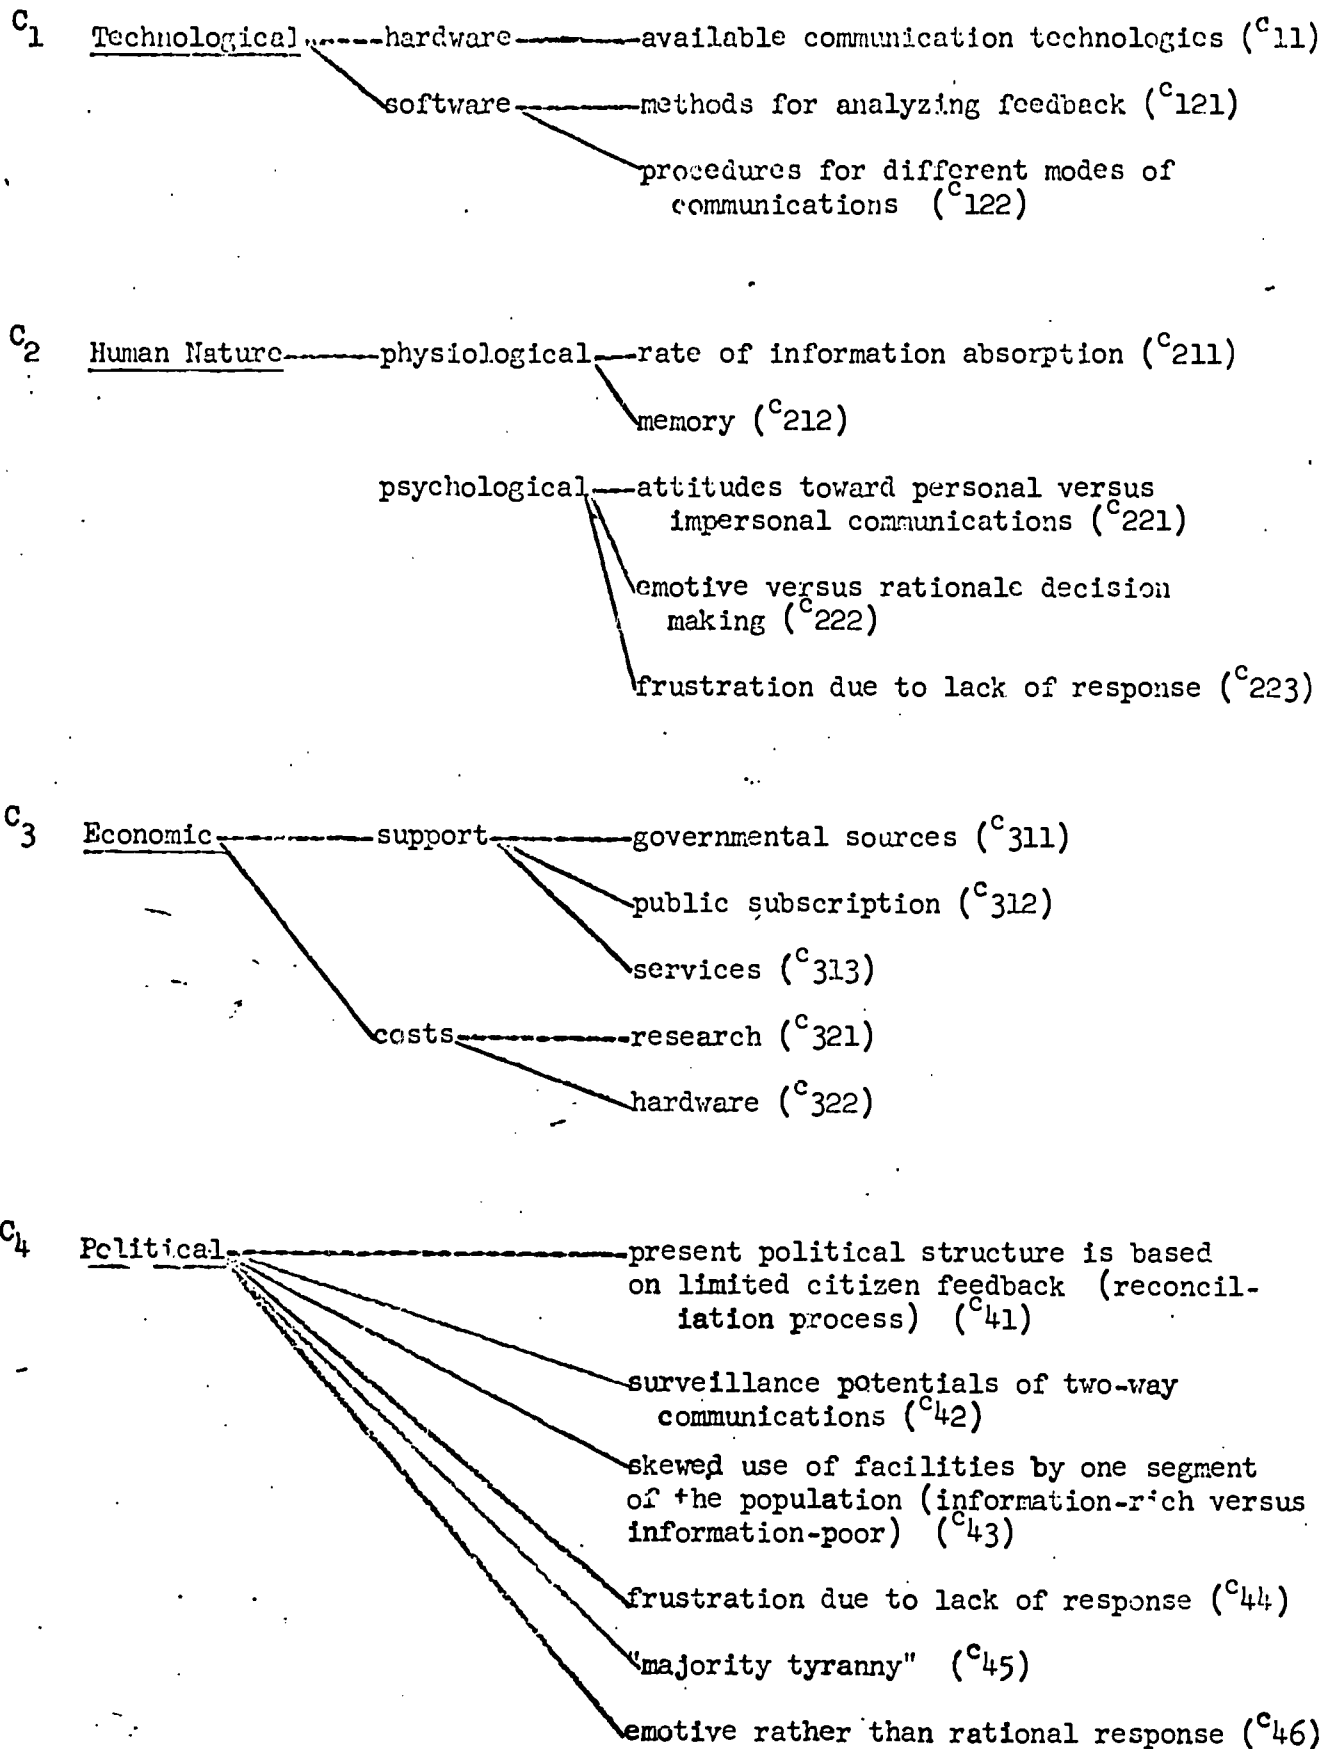 C1 Technological hardware available communication technologies (C11)
software methods for analyzing feedback (C121)
procedures for different modes of
communications (C122)
C2 Human Nature physiological rate of information absorption (C211)
memory (C212)
psychological attitudes toward personal versus
impersonal communications (C221)
emotive versus rationale decision
making (C222)
frustration due to lack of response (C223)
C3 Economic support governmental sources (C311)
public subscription (C312)
services (C313)
costs research (C321)
hardware (C322)
C4 Political present political structure is based
on limited citizen feedback (reconcil-
iation process) (C41)
surveillance potentials of two-way
communications (C42)
skewed use of facilities by one segment
of the population (information-rich versus
information-poor) (C43)
frustration due to lack of response (C44)
"majority tyranny" (C45)
emotive rather than rational response (C46)